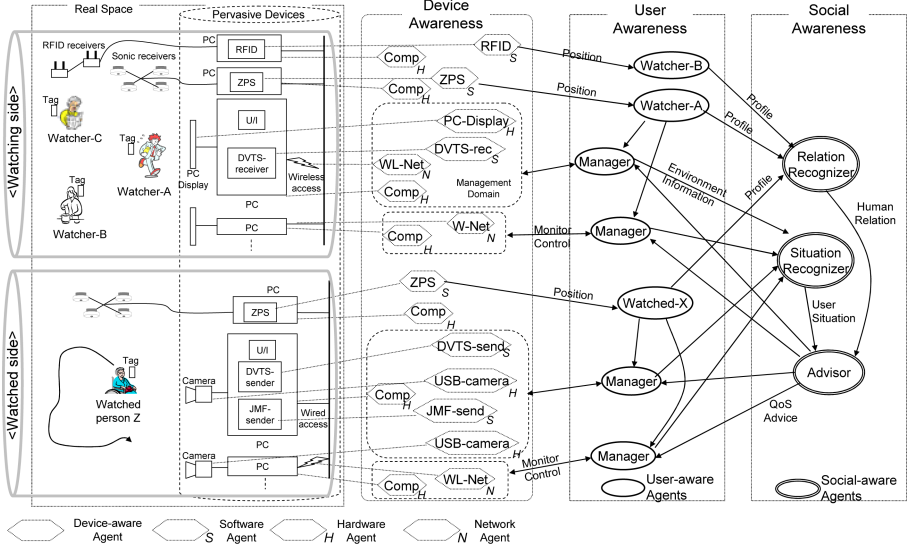 Real Space
Pervasive Devices
Device
Awareness
User
Awareness
Social
Awareness
<Watching side>
RFID receivers
Sonic receivers
Tag
Watcher-C
Tag
Watcher-A
Tag
Watcher-B
PC
RFID
PC
ZPS
U/I
DVTS-
receiver
PC
Display
Wireless
access
PC
PC
Comp
H
RFID
S
Comp
H
ZPS
S
PC-Display
H
DVTS-rec
S
WL-Net
N
Comp
H
Management
Domain
W-Net
N
Comp
H
Position
Watcher-B
Position
Watcher-A
Manager
Manager
Monitor
Control
Profile
Profile
Profile
Environment
Information
Relation
Recognizer
Human
Relation
Situation
Recognizer
User
Situation
<Watched side>
Tag
Watched
person Z
PC
ZPS
U/I
DVTS-
sender
JMF-
sender
Camera
Wired
access
PC
Camera
PC
ZPS
S
Comp
H
DVTS-send
S
USB-camera
H
Comp
H
JMF-send
S
USB-camera
H
WL-Net
N
Comp
H
Position
Watched-X
Manager
Manager
Monitor
Control
Advisor
QoS
Advice
User-aware
Agents
Social-aware
Agents
Device-aware
Agent
S
Software
Agent
H
Hardware
Agent
N
Network
Agent